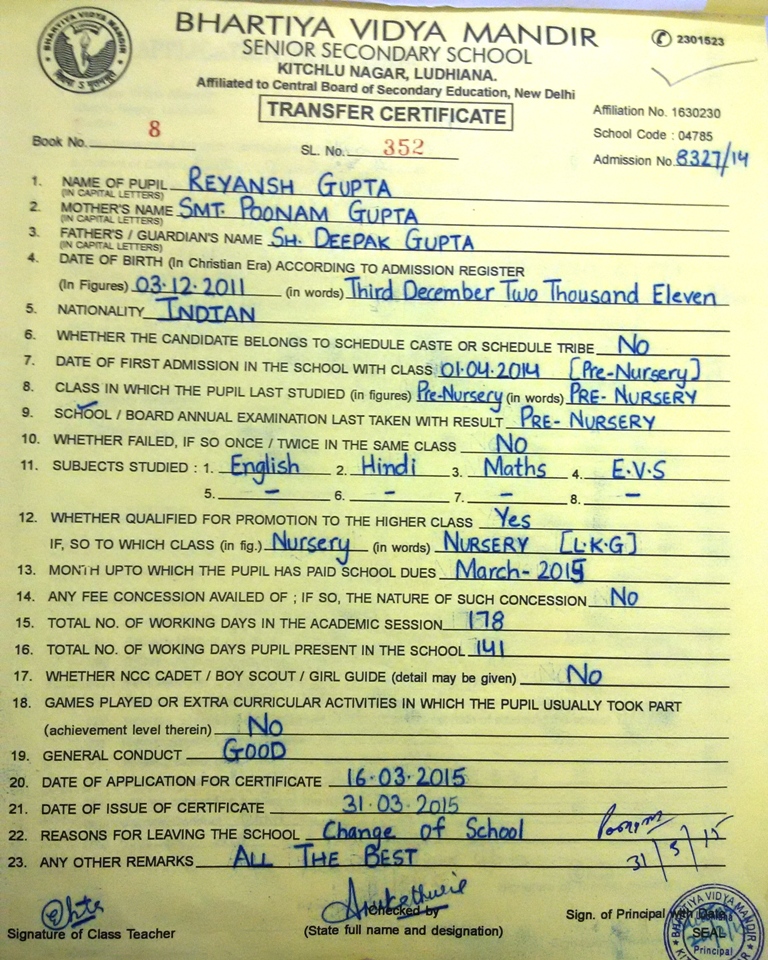 BHARTIYA VIDYA MANDIR
BHARTIYA VIDYA MANDIR
2301523
SENIOR SECONDARY SCHOOL
KITCHLU NAGAR, LUDHIANA.
Affiliated to Central Board of Secondary Education, New Delhi
TRANSFER CERTIFICATE
Affiliation No. 1630230
School Code : 04785
Book No. 8 SL. No. 352 Admission No 8327/14
1. NAME OF PUPIL REYANSH GUPTA
(IN CAPITAL LETTERS)
2. MOTHER'S NAME SMT. POONAM GUPTA
(IN CAPITAL LETTERS)
3. FATHER'S / GUARDIAN'S NAME SH. DEEPAK GUPTA
(IN CAPITAL LETTERS)
4. DATE OF BIRTH (In Christian Era) ACCORDING TO ADMISSION REGISTER
(In Figures) 03.12.2011 (in words) Third December Two Thousand Eleven
5. NATIONALITY INDIAN
6. WHETHER THE CANDIDATE BELONGS TO SCHEDULE CASTE OR SCHEDULE TRIBE No
7. DATE OF FIRST ADMISSION IN THE SCHOOL WITH CLASS 01.04.2014 [Pre-Nursery]
8. CLASS IN WHICH THE PUPIL LAST STUDIED (in figures) Pre-Nursery (in words) PRE-NURSERY
9. SCHOOL / BOARD ANNUAL EXAMINATION LAST TAKEN WITH RESULT PRE-NURSERY
10. WHETHER FAILED, IF SO ONCE / TWICE IN THE SAME CLASS NO
11. SUBJECTS STUDIED : 1. English 2. Hindi 3. Maths 4. E.V.S
5. - 6. - 7. - 8. -
12. WHETHER QUALIFIED FOR PROMOTION TO THE HIGHER CLASS Yes
IF, SO TO WHICH CLASS (in fig.) Nursery (in words) NURSERY [L.K.G]
13. MONTH UPTO WHICH THE PUPIL HAS PAID SCHOOL DUES March-2015
14. ANY FEE CONCESSION AVAILED OF ; IF SO, THE NATURE OF SUCH CONCESSION No
15. TOTAL NO. OF WORKING DAYS IN THE ACADEMIC SESSION 178
16. TOTAL NO. OF WOKING DAYS PUPIL PRESENT IN THE SCHOOL 141
17. WHETHER NCC CADET / BOY SCOUT / GIRL GUIDE (detail may be given) No
18. GAMES PLAYED OR EXTRA CURRICULAR ACTIVITIES IN WHICH THE PUPIL USUALLY TOOK PART
(achievement level therein) No
19. GENERAL CONDUCT GOOD
20. DATE OF APPLICATION FOR CERTIFICATE 16.03.2015
21. DATE OF ISSUE OF CERTIFICATE 31.03.2015
22. REASONS FOR LEAVING THE SCHOOL Change of School
23. ANY OTHER REMARKS ALL THE BEST
31/3/15
Checked by
Signature of Class Teacher (State full name and designation)
Sign. of Principal with Date
SEAL
BHARTIYA VIDYA MANDIR
Principal